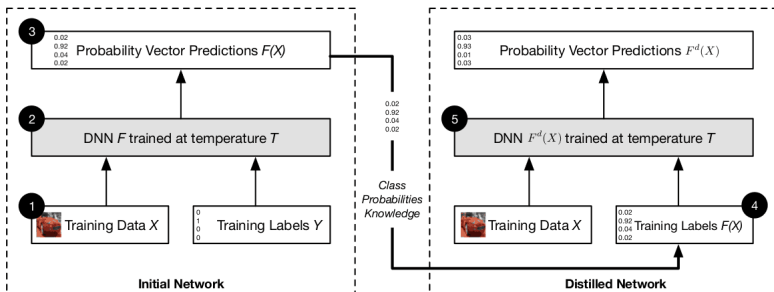 3
0.02
0.92
0.04
0.02
Probability Vector Predictions F(X)
2
DNN F trained at temperature T
1
Training Data X
0
1
0
0
Training Labels Y
Initial Network
0.02
0.92
0.04
0.02
Class
Probabilities
Knowledge
0.03
0.93
0.01
0.03
Probability Vector Predictions F^d(X)
5
DNN F^d(X) trained at temperature T
Training Data X
4
0.02
0.92
0.04
0.02
Training Labels F(X)
Distilled Network